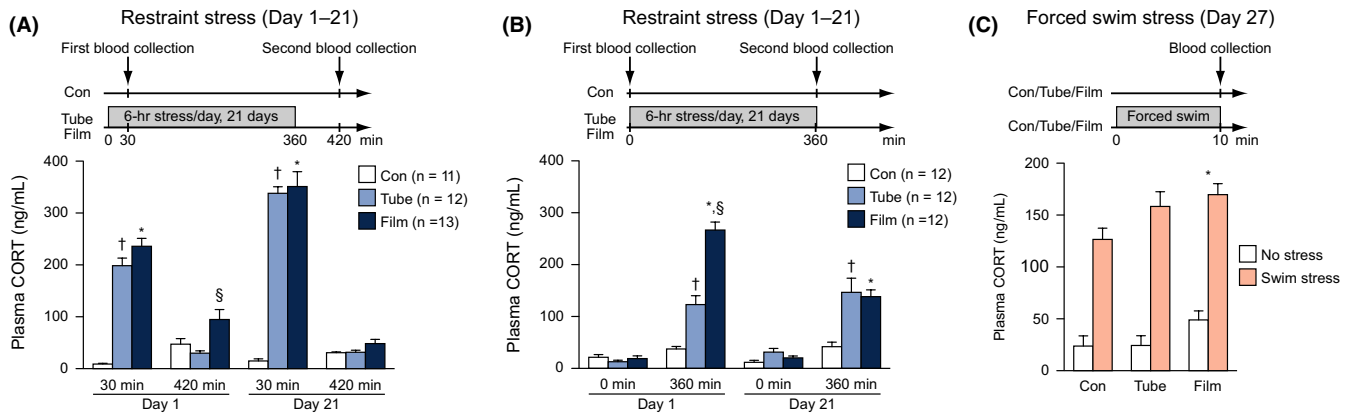 (A)
Restraint stress (Day 1–21)
First blood collection
Second blood collection
Con
Tube
Film
6-hr stress/day, 21 days
0 30 360 420 min
Plasma CORT (ng/mL)
400
300
200
100
0
Con (n = 11)
Tube (n = 12)
Film (n =13)
† *
§
† *
30 min 420 min 30 min 420 min
Day 1 Day 21
(B)
Restraint stress (Day 1–21)
First blood collection
Second blood collection
Con
Tube
Film
6-hr stress/day, 21 days
0 360 min
Plasma CORT (ng/mL)
400
300
200
100
0
Con (n = 12)
Tube (n = 12)
Film (n =12)
*,§
†
† *
0 min 360 min 0 min 360 min
Day 1 Day 21
(C)
Forced swim stress (Day 27)
Blood collection
Con/Tube/Film
Con/Tube/Film
Forced swim
0 10 min
Plasma CORT (ng/mL)
200
150
100
50
0
*
No stress
Swim stress
Con Tube Film